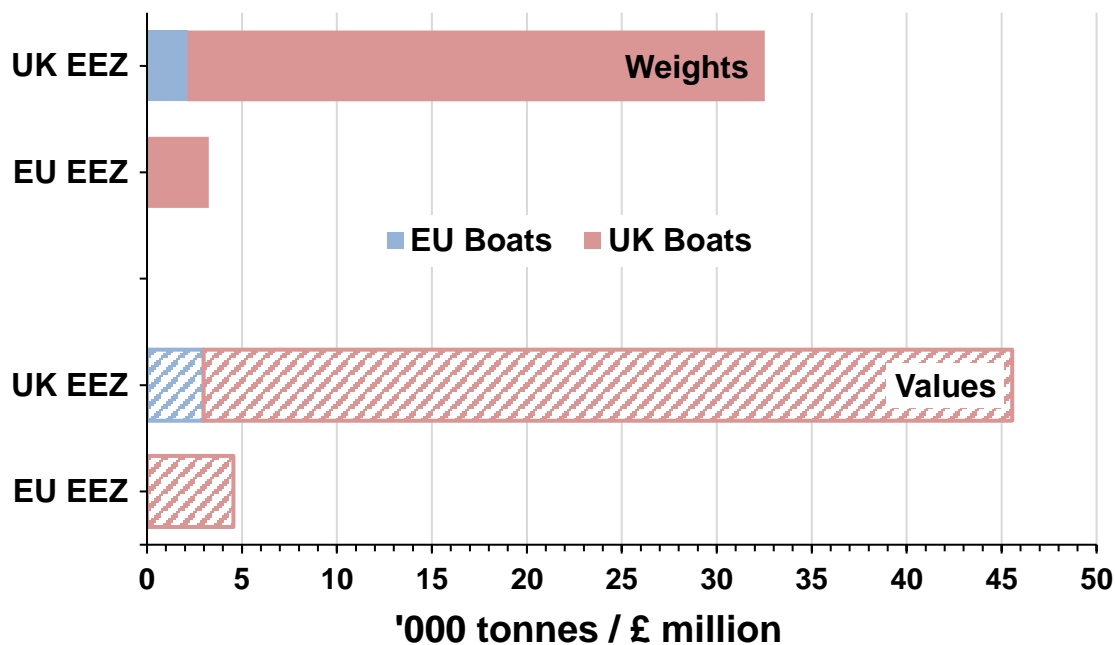 UK EEZ
Weights
EU EEZ
EU Boats UK Boats
UK EEZ
Values
EU EEZ
0 5 10 15 20 25 30 35 40 45 50
'000 tonnes / £ million